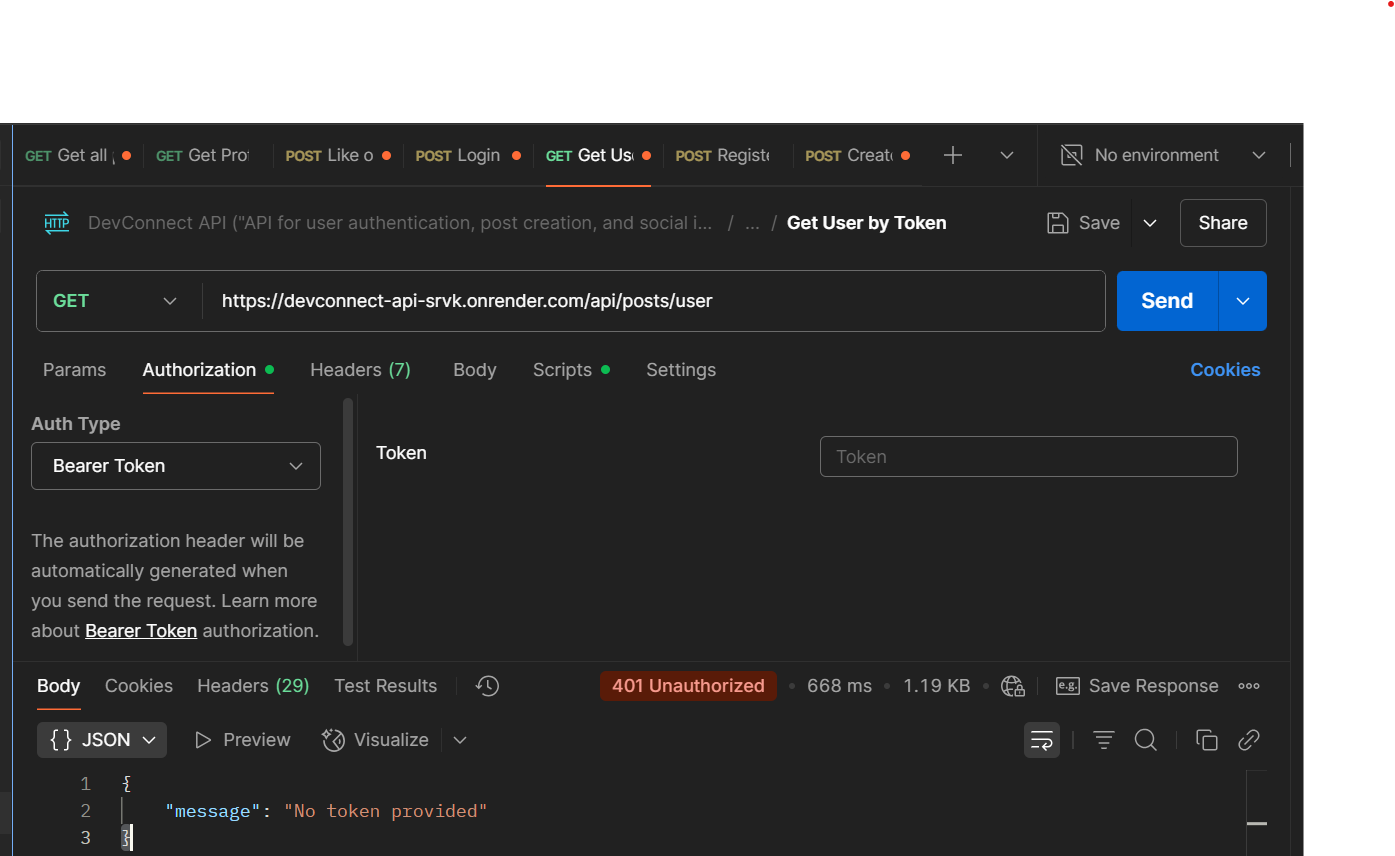 GET Get all GET Get Pro POST Like o POST Login GET Get Us POST Registe POST Creat No environment
HTTP DevConnect API ("API for user authentication, post creation, and social i... / ... / Get User by Token Save Share
GET https://devconnect-api-srvk.onrender.com/api/posts/user Send
Params Authorization Headers (7) Body Scripts Settings Cookies
Auth Type
Bearer Token
Token Token
The authorization header will be
automatically generated when
you send the request. Learn more
about Bearer Token authorization.
Body Cookies Headers (29) Test Results 401 Unauthorized 668 ms 1.19 KB e.g. Save Response
{} JSON Preview Visualize
1 {
2 "message": "No token provided"
3 }